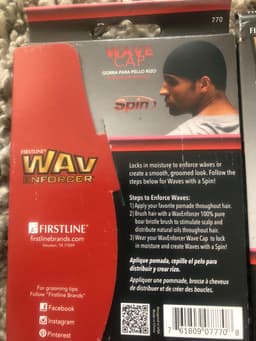 770
WAVE
CAP
GORRA PARA PELO RIZO
Spin
FIRSTLINE
WAV
ENFORCER
Locks in moisture to enforce waves or
create a smooth, groomed look. Follow the
steps below for Waves with a Spin!
Steps to Enforce Waves:
1)Apply your favorite pomade throughout hair.
2) Brush hair with a WavEnforcer 100% pure
boar bristle brush to stimulate scalp and
distribute natural oils throughout hair.
3) Wear your WavEnforcer Wave Cap to lock
in moisture and create Waves with a Spin!
Aplique pomada, cepille el pelo para
distribuir y crear rizo.
Appliquez une pommade, brosse à cheveux
de distribuer et de créer des boucles.
FIRSTLINE
firstlinebrands.com
Houston, TX 77099
For grooming tips:
Follow "Firstline Brands"
Facebook
Instagram
Pinterest
7 61809 07770 8